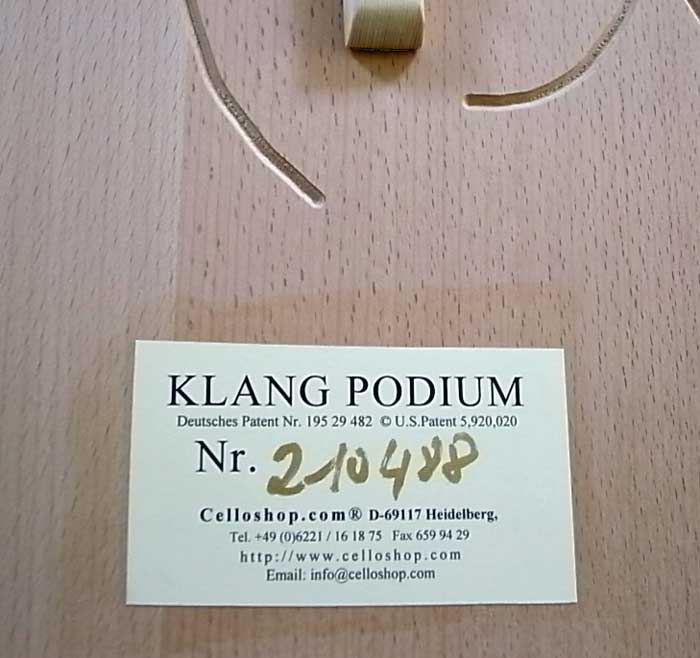 KLANG PODIUM
Deutsches Patent Nr. 195 29 482 © U.S.Patent 5,920,020
Nr. 210488
Celloshop.com® D-69117 Heidelberg,
Tel. +49 (0)6221 / 16 18 75 Fax 659 94 29
http://www.celloshop.com
Email: info@celloshop.com